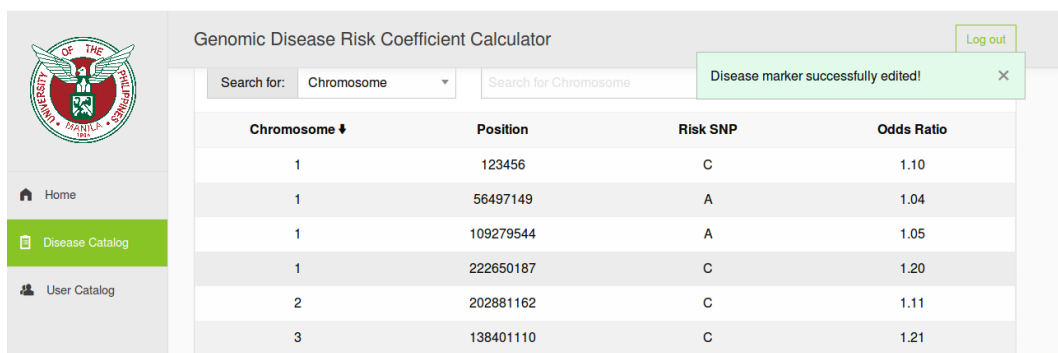 UNIVERSITY OF THE PHILIPPINES
MANILA
1908
Genomic Disease Risk Coefficient Calculator
Log out
Disease marker successfully edited! ×
Search for: Chromosome Search for Chromosome
Chromosome Position Risk SNP Odds Ratio
1 123456 C 1.10
1 56497149 A 1.04
1 109279544 A 1.05
1 222650187 C 1.20
2 202881162 C 1.11
3 138401110 C 1.21
Home
Disease Catalog
User Catalog